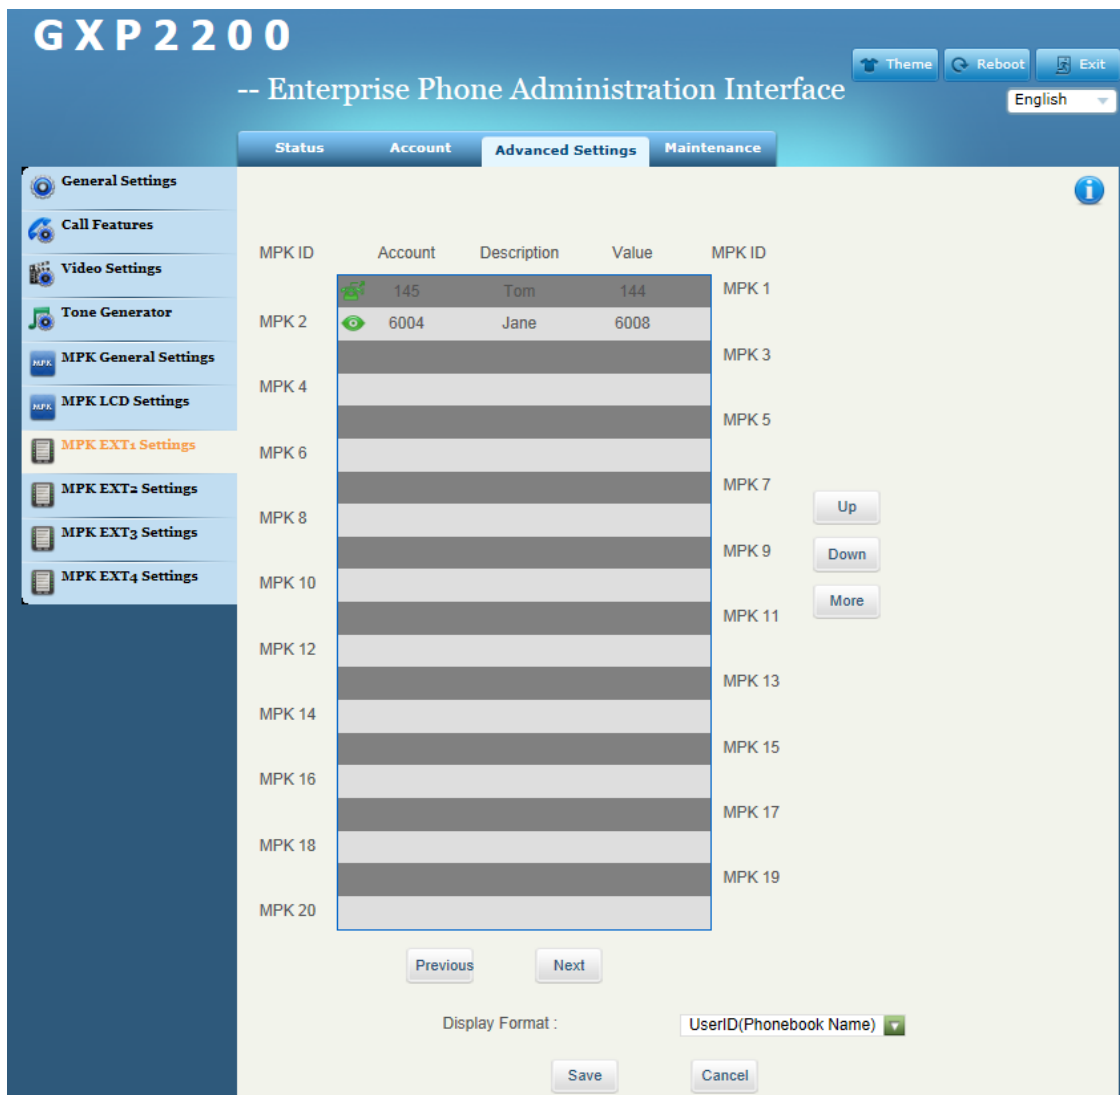 GXP2200
-- Enterprise Phone Administration Interface
Theme
Reboot
Exit
English
Status Account Advanced Settings Maintenance
General Settings
Call Features
Video Settings
Tone Generator
MPK General Settings
MPK LCD Settings
MPK EXT1 Settings
MPK EXT2 Settings
MPK EXT3 Settings
MPK EXT4 Settings
MPK ID Account Description Value MPK ID
145 Tom 144 MPK 1
MPK 2 6004 Jane 6008
MPK 3
MPK 4
MPK 5
MPK 6
MPK 7
MPK 8
MPK 9
MPK 10
MPK 11
MPK 12
MPK 13
MPK 14
MPK 15
MPK 16
MPK 17
MPK 18
MPK 19
MPK 20
Up
Down
More
Previous Next
Display Format : UserID(Phonebook Name)
Save Cancel